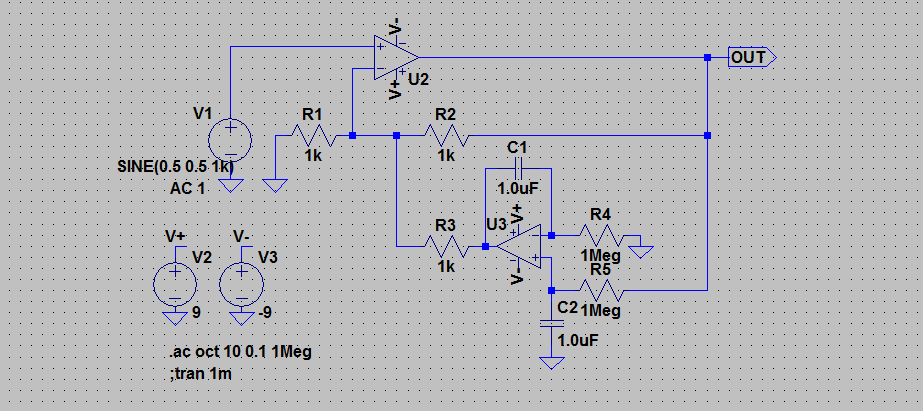 V-
OUT
U2
V+
V1
R1
R2
1k
1k
C1
SINE(0.5 0.5 1k)
AC 1
1.0uF
R3
U3
V+
R4
1k
V-
1Meg
R5
V+
V-
V2
V3
C2
1Meg
9
-9
1.0uF
.ac oct 10 0.1 1Meg
;tran 1m